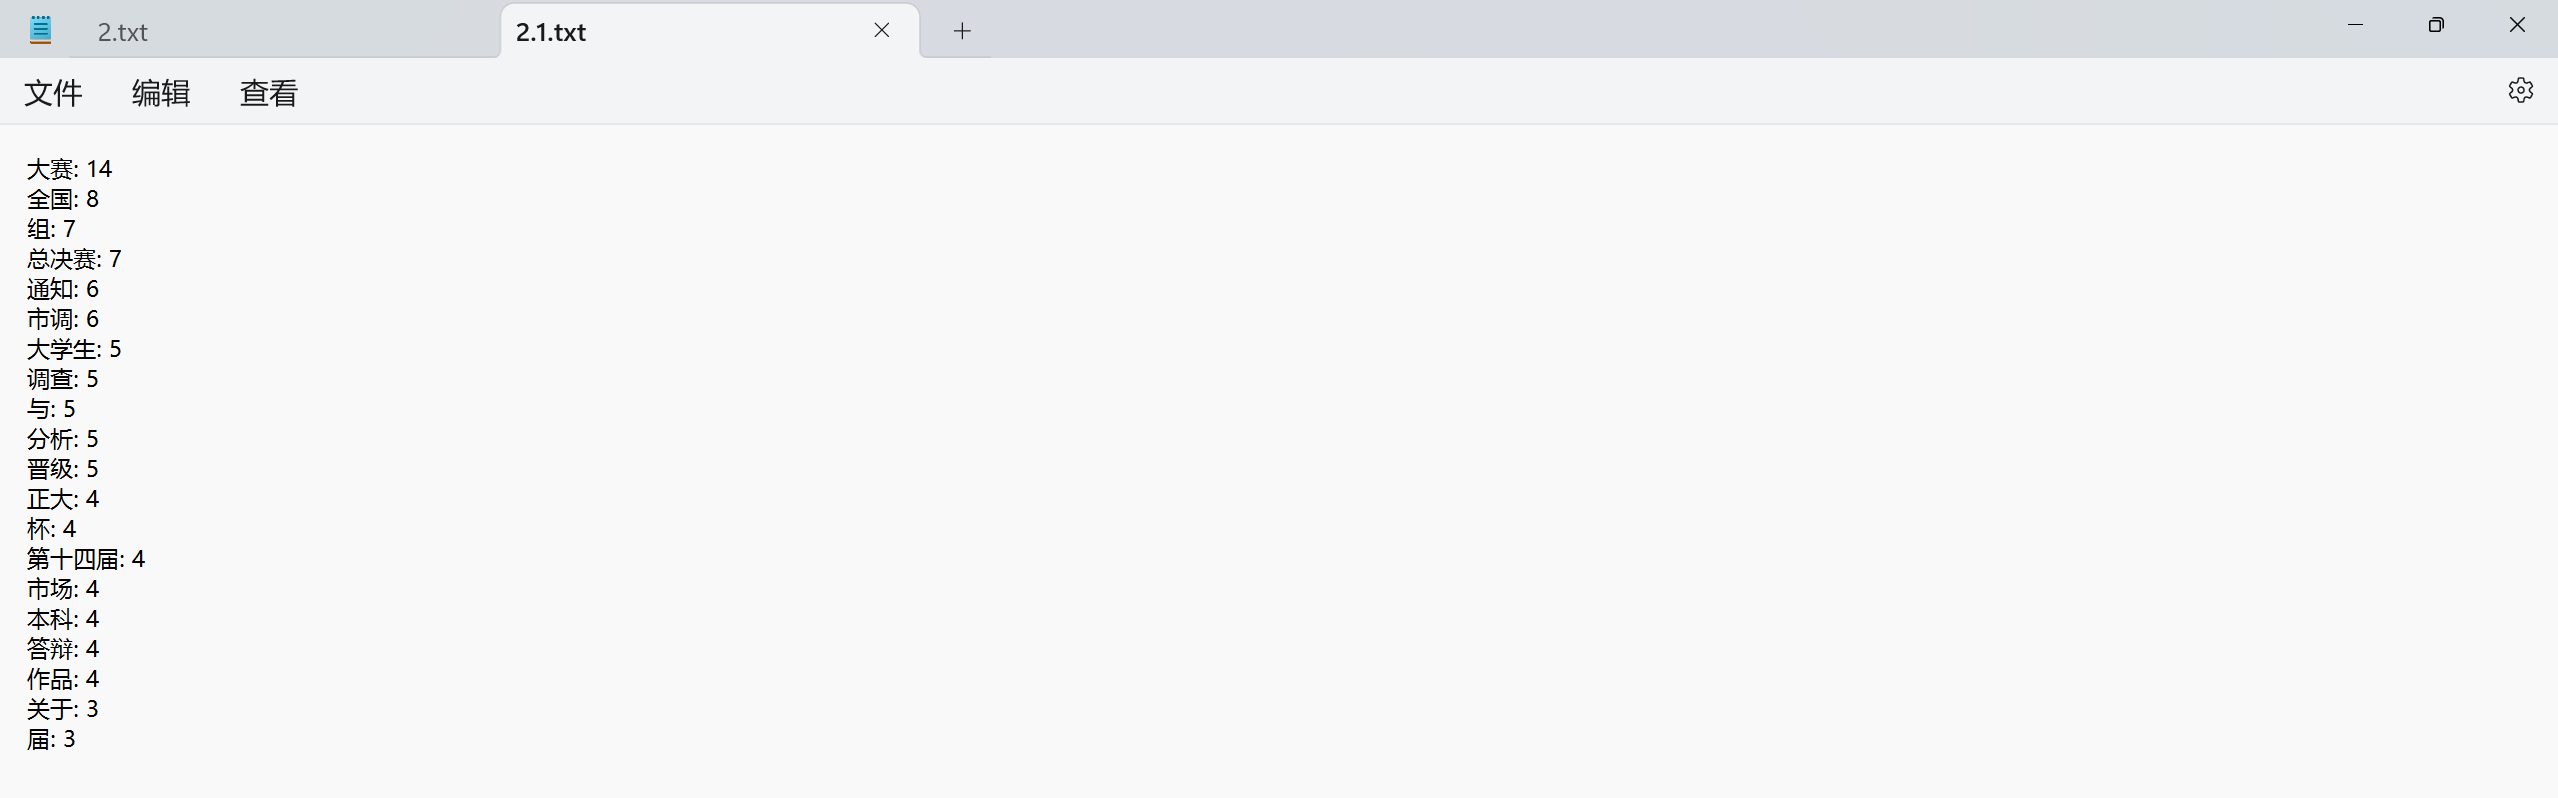 2.txt
2.1.txt
文件 编辑 查看
大赛: 14
全国: 8
组: 7
总决赛: 7
通知: 6
市调: 6
大学生: 5
调查: 5
与: 5
分析: 5
晋级: 5
正大: 4
杯: 4
第十四届: 4
市场: 4
本科: 4
答辩: 4
作品: 4
关于: 3
届: 3